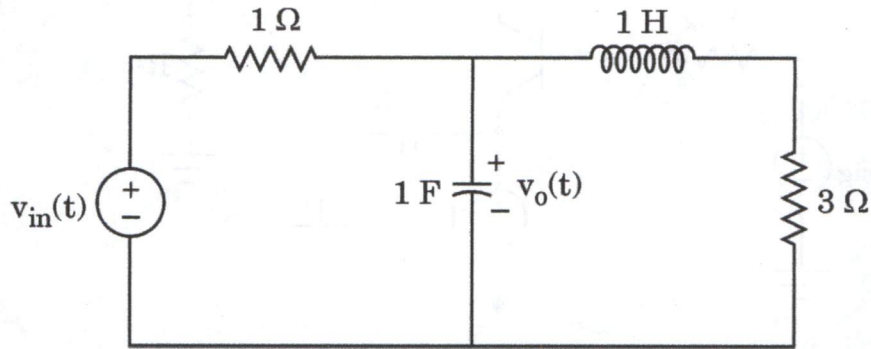 1 Ω
1 H
+
–
v_in(t)
1 F
+
–
v_o(t)
3 Ω